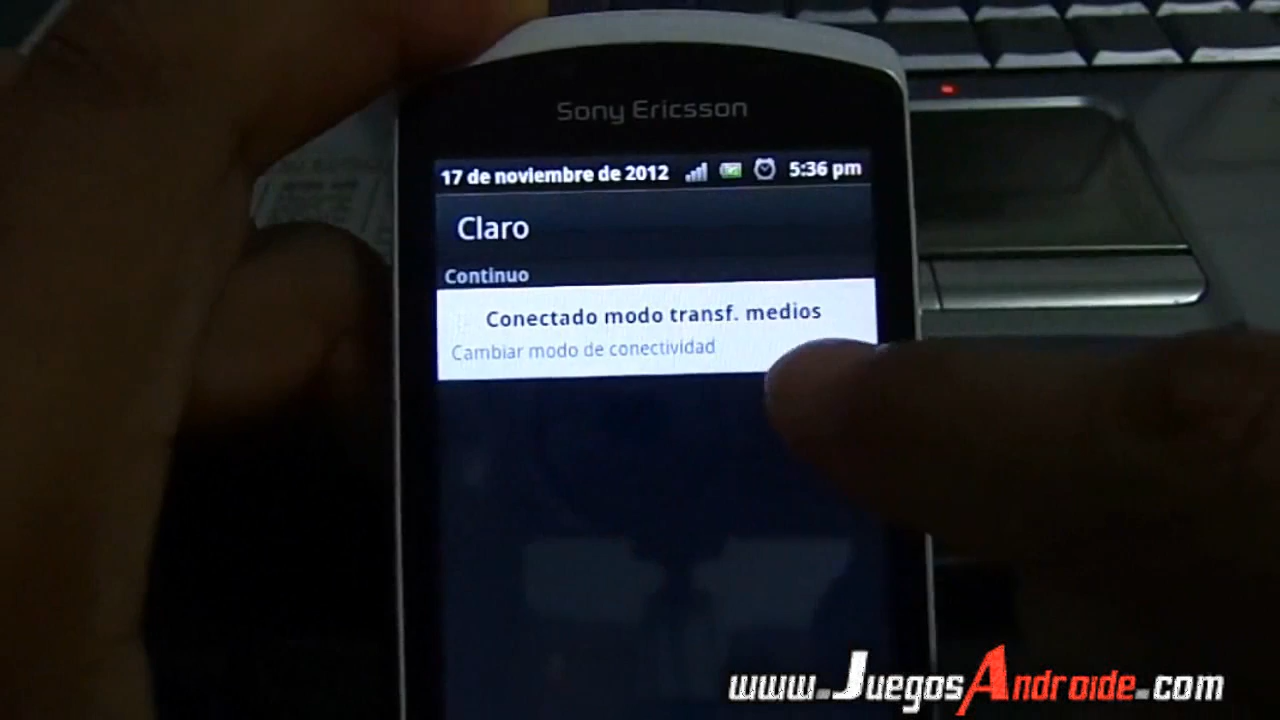 Sony Ericsson
17 de noviembre de 2012 5:36 pm
Claro
Continuo
Conectado modo transf. medios
Cambiar modo de conectividad
www.JuegosAndroide.com